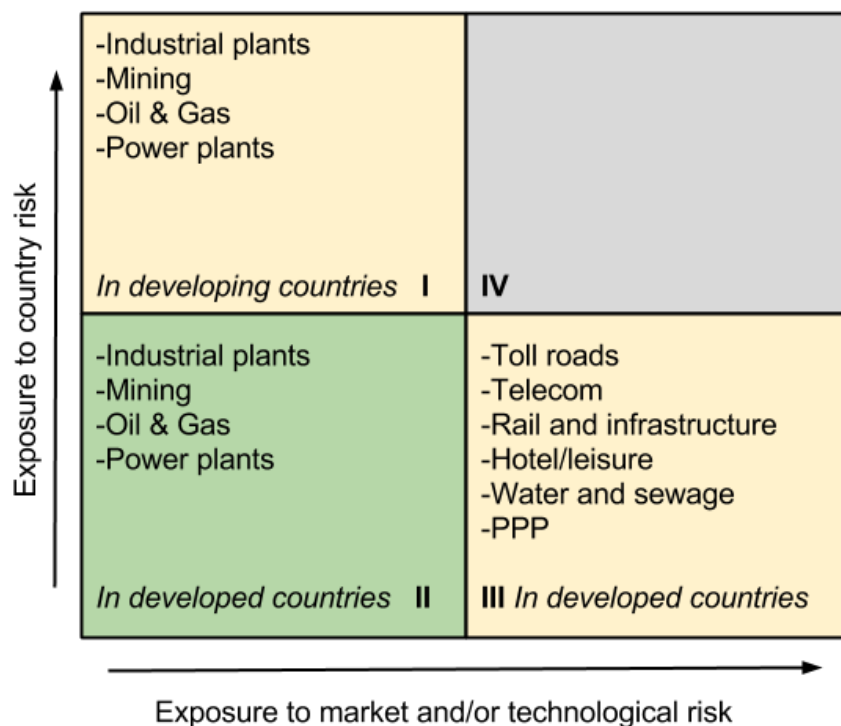 Exposure to country risk
-Industrial plants
-Mining
-Oil & Gas
-Power plants
In developing countries I
IV
-Industrial plants
-Mining
-Oil & Gas
-Power plants
In developed countries II
-Toll roads
-Telecom
-Rail and infrastructure
-Hotel/leisure
-Water and sewage
-PPP
III In developed countries
Exposure to market and/or technological risk